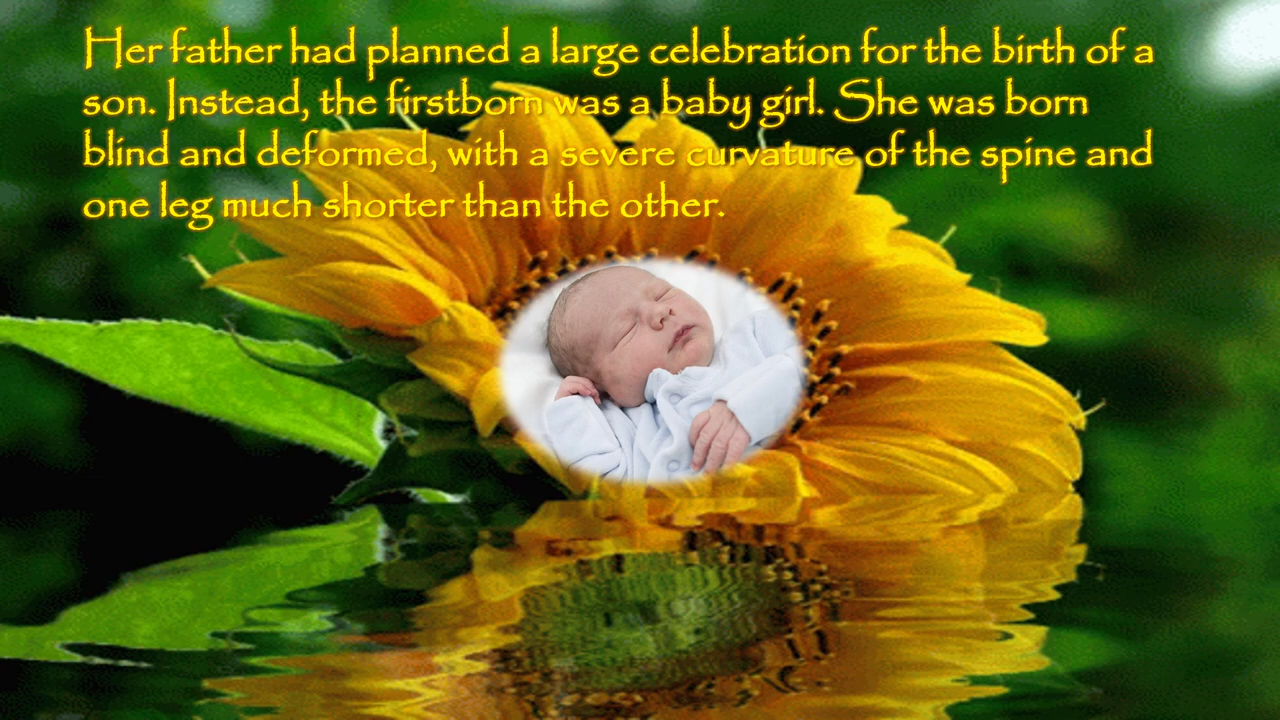 Her father had planned a large celebration for the birth of a
son. Instead, the firstborn was a baby girl. She was born
blind and deformed, with a severe curvature of the spine and
one leg much shorter than the other.